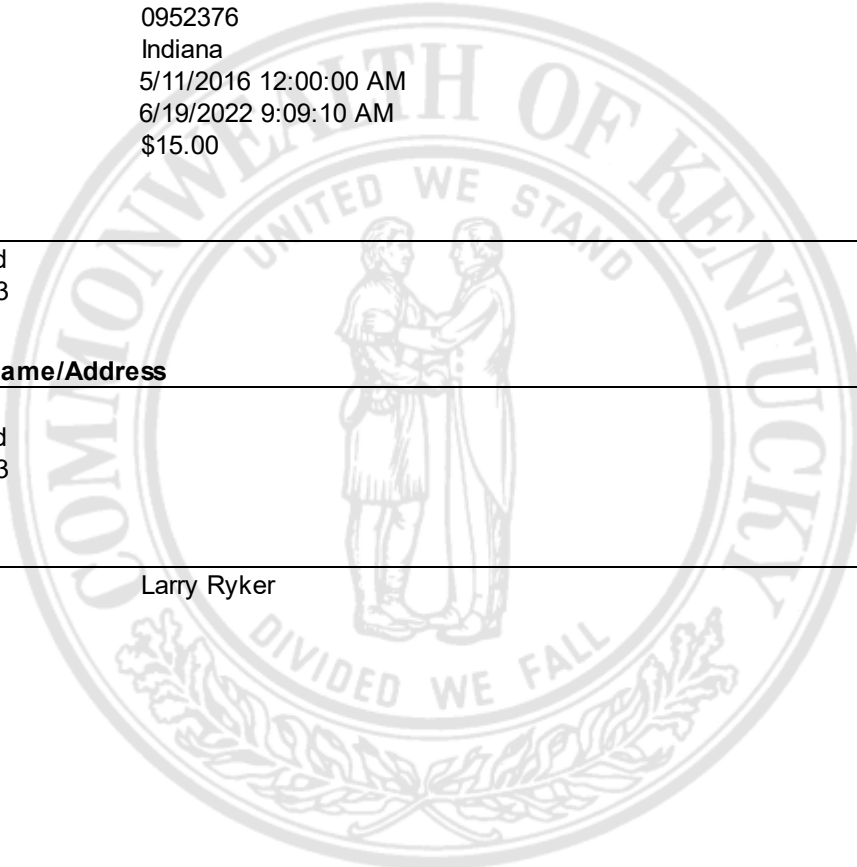 0952376
Indiana
5/11/2016 12:00:00 AM
6/19/2022 9:09:10 AM
$15.00
COMMONWEALTH OF KENTUCKY
UNITED WE STAND
d
3
ame/Address
d
3
Larry Ryker
DIVIDED WE FALL